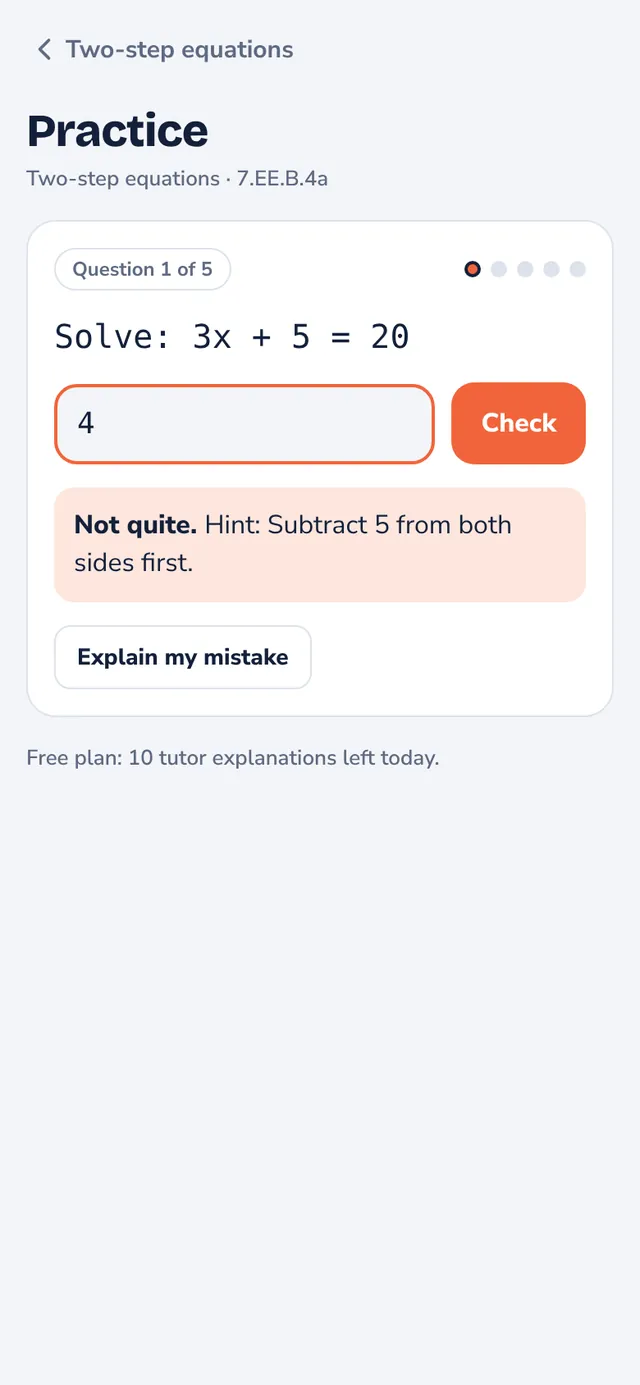 Two-step equations
Practice
Two-step equations · 7.EE.B.4a
Question 1 of 5
Solve: 3x + 5 = 20
4
Check
Not quite. Hint: Subtract 5 from both
sides first.
Explain my mistake
Free plan: 10 tutor explanations left today.